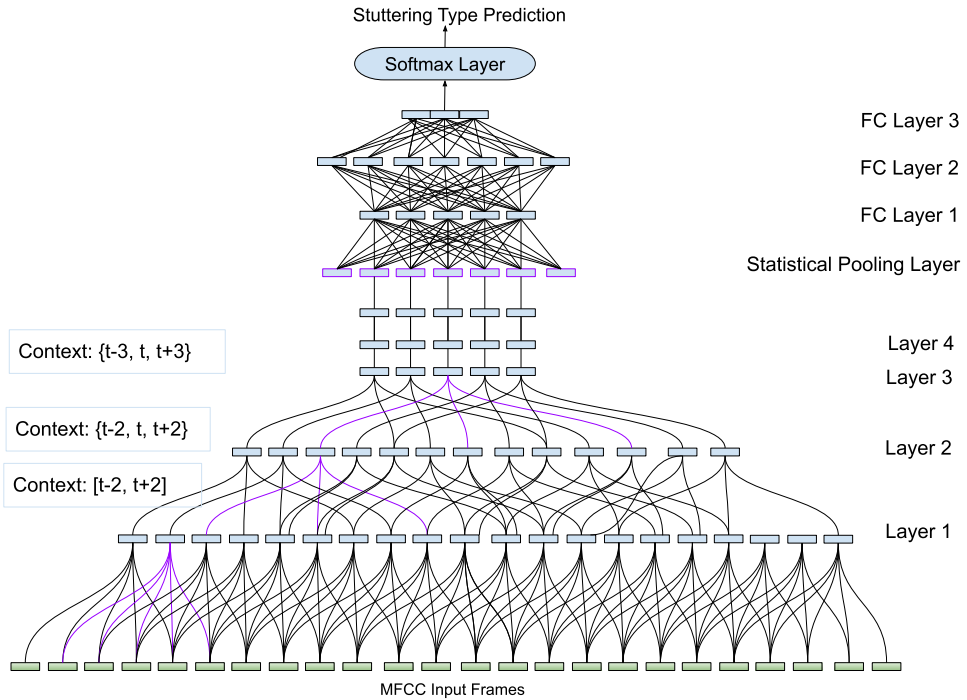 Stuttering Type Prediction
Softmax Layer
FC Layer 3
FC Layer 2
FC Layer 1
Statistical Pooling Layer
Layer 4
Context: {t-3, t, t+3}
Layer 3
Context: {t-2, t, t+2}
Layer 2
Context: [t-2, t+2]
Layer 1
MFCC Input Frames